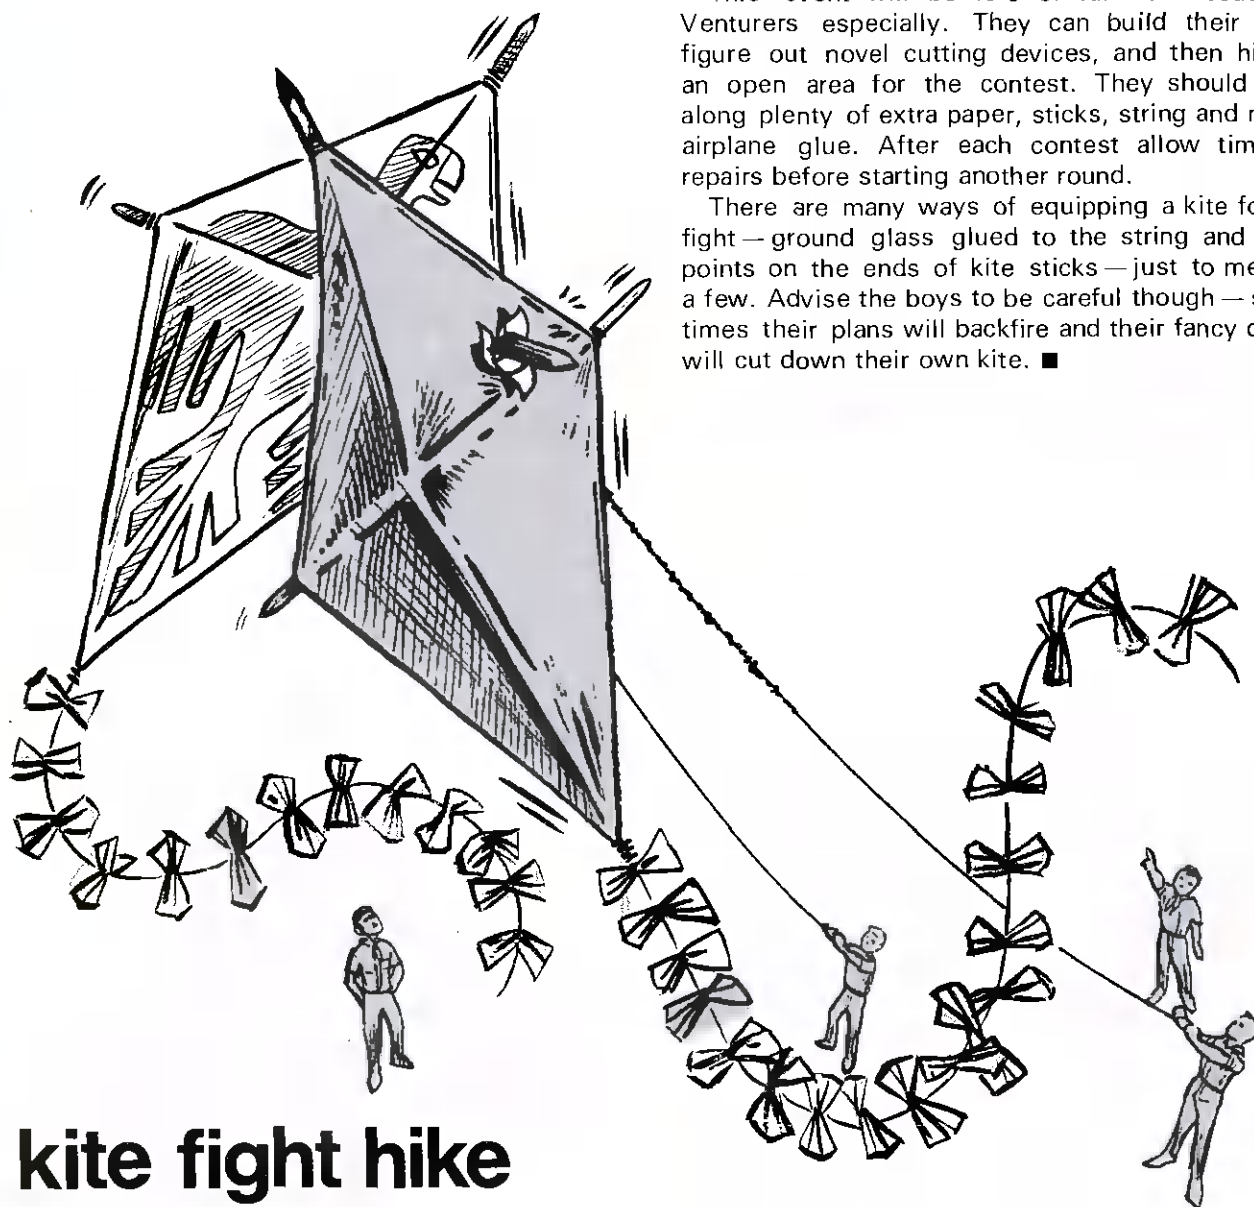 Venturers especially. They can build their
figure out novel cutting devices, and then
an open area for the contest. They should
along plenty of extra paper, sticks, string and
airplane glue. After each contest allow
repairs before starting another round.
There are many ways of equipping a kite
fight — ground glass glued to the string and
points on the ends of kite sticks — just to
a few. Advise the boys to be careful though —
times their plans will backfire and their fancy
will cut down their own kite. ■
kite fight hike